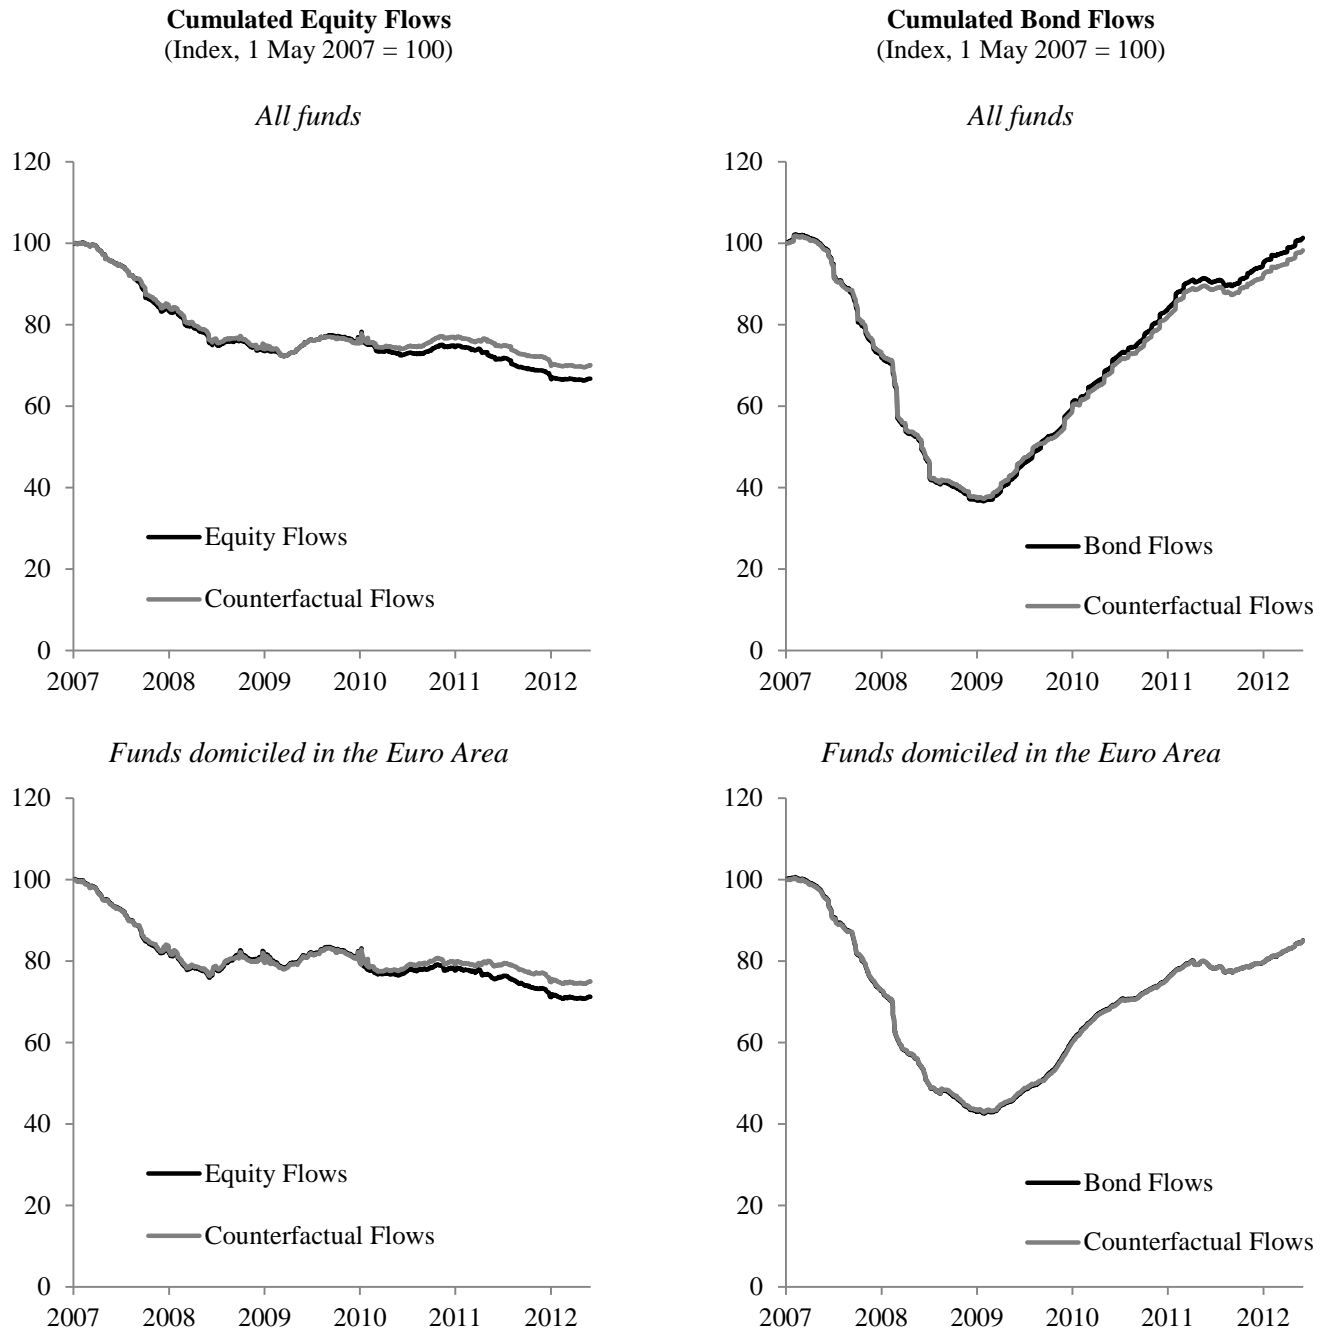 Cumulated Equity Flows
(Index, 1 May 2007 = 100)
All funds
120
100
80
60
40
20
0
Equity Flows
Counterfactual Flows
2007 2008 2009 2010 2011 2012
Cumulated Bond Flows
(Index, 1 May 2007 = 100)
All funds
120
100
80
60
40
20
0
Bond Flows
Counterfactual Flows
2007 2008 2009 2010 2011 2012
Funds domiciled in the Euro Area
120
100
80
60
40
20
0
Equity Flows
Counterfactual Flows
2007 2008 2009 2010 2011 2012
Funds domiciled in the Euro Area
120
100
80
60
40
20
0
Bond Flows
Counterfactual Flows
2007 2008 2009 2010 2011 2012